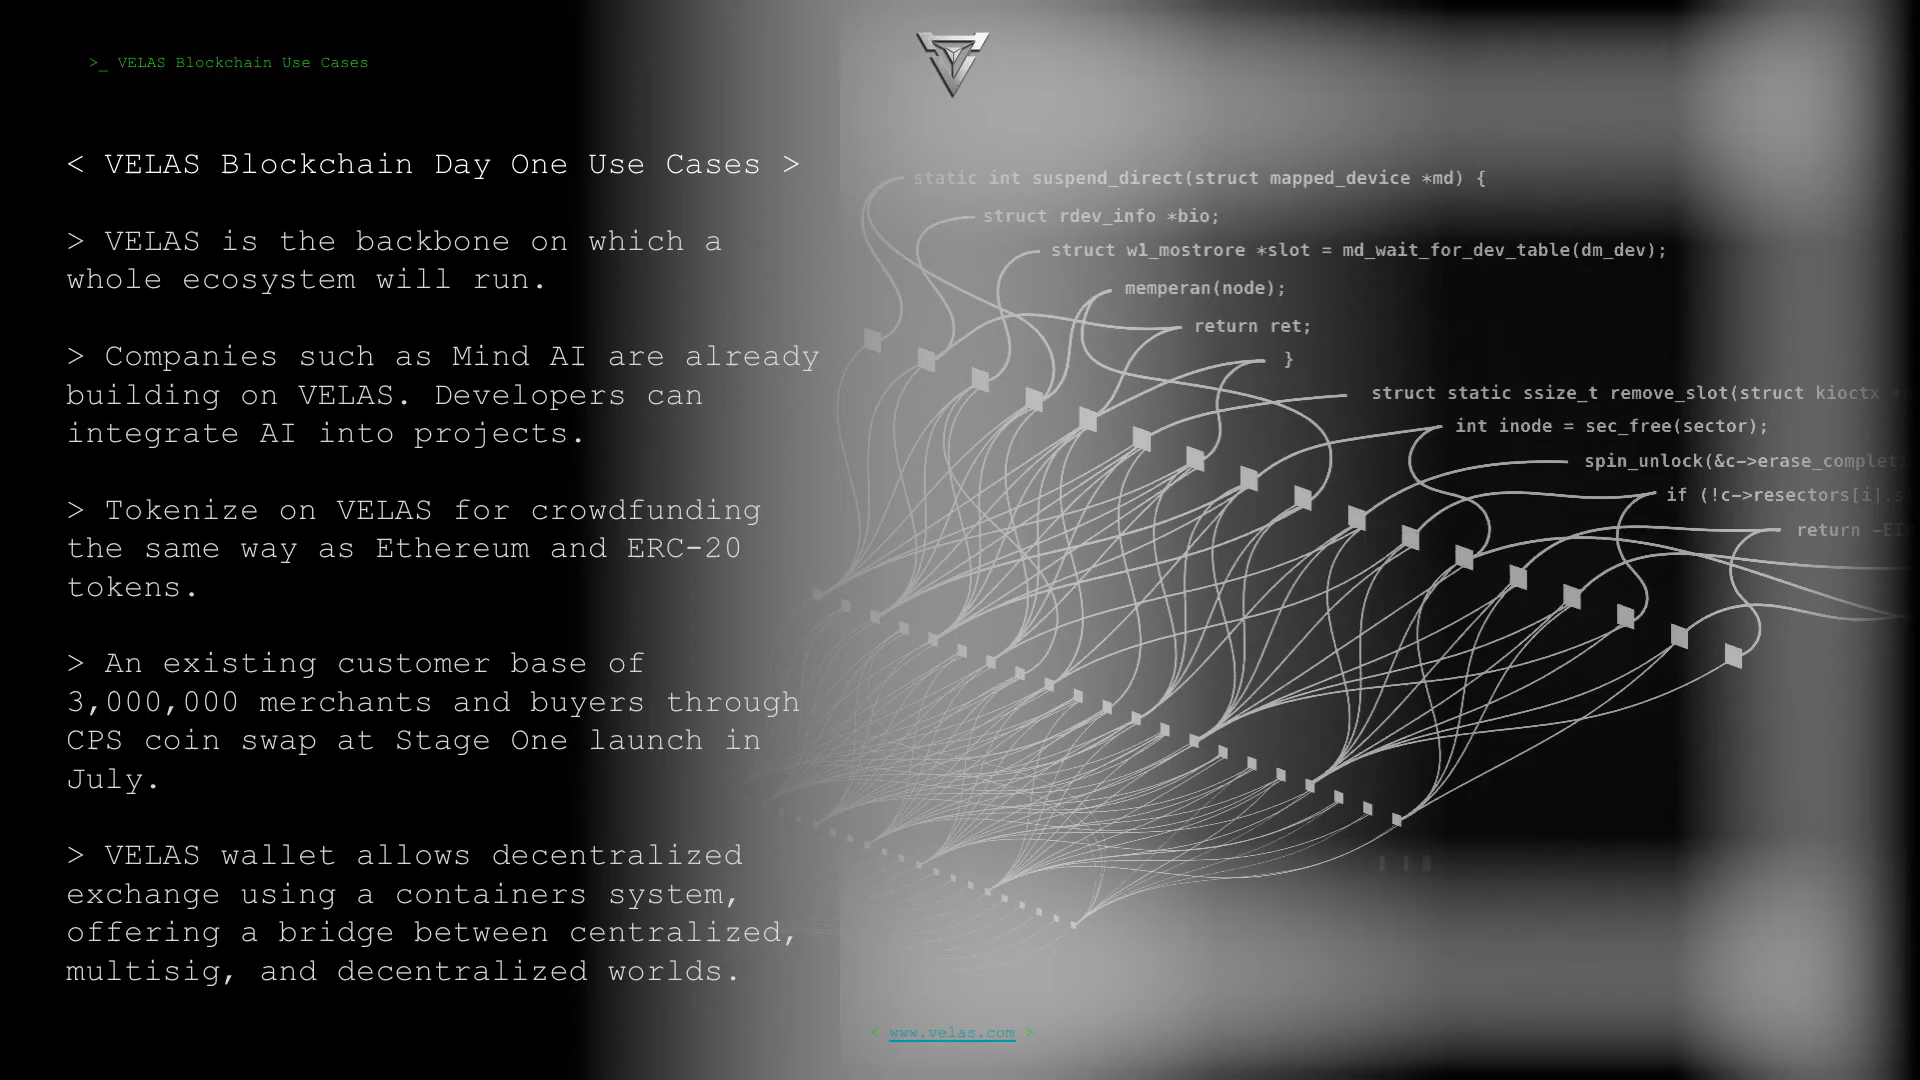 >_ VELAS Blockchain Use Cases
< VELAS Blockchain Day One Use Cases >
> VELAS is the backbone on which a
whole ecosystem will run.
> Companies such as Mind AI are already
building on VELAS. Developers can
integrate AI into projects.
> Tokenize on VELAS for crowdfunding
the same way as Ethereum and ERC-20
tokens.
> An existing customer base of
3,000,000 merchants and buyers through
CPS coin swap at Stage One launch in
July.
> VELAS wallet allows decentralized
exchange using a containers system,
offering a bridge between centralized,
multisig, and decentralized worlds.
static int suspend_direct(struct mapped_device *md) {
struct rdev_info *bio;
struct w1_mostrore *slot = md_wait_for_dev_table(dm_dev);
memperan(node);
return ret;
}
struct static ssize_t remove_slot(struct kioctx
int inode = sec_free(sector);
spin_unlock(&c->erase_completi
if (!c->resectors[i].
return
< www.velas.com >